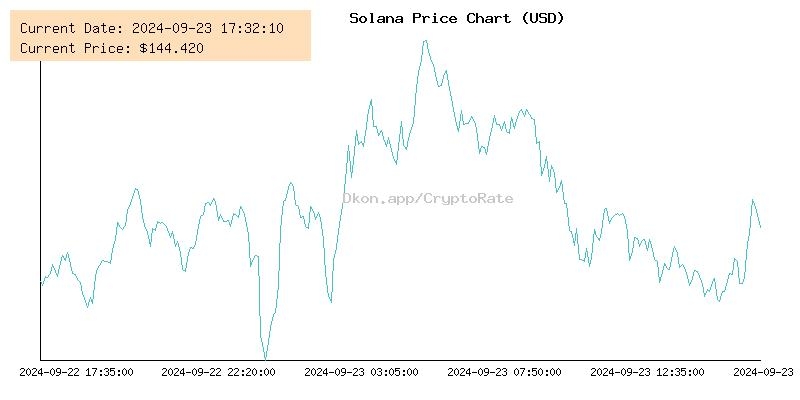 Solana Price Chart (USD)
Current Date: 2024-09-23 17:32:10
Current Price: $144.420
Dkon.app/CryptoRate
2024-09-22 17:35:00
2024-09-22 22:20:00
2024-09-23 03:05:00
2024-09-23 07:50:00
2024-09-23 12:35:00
2024-09-23